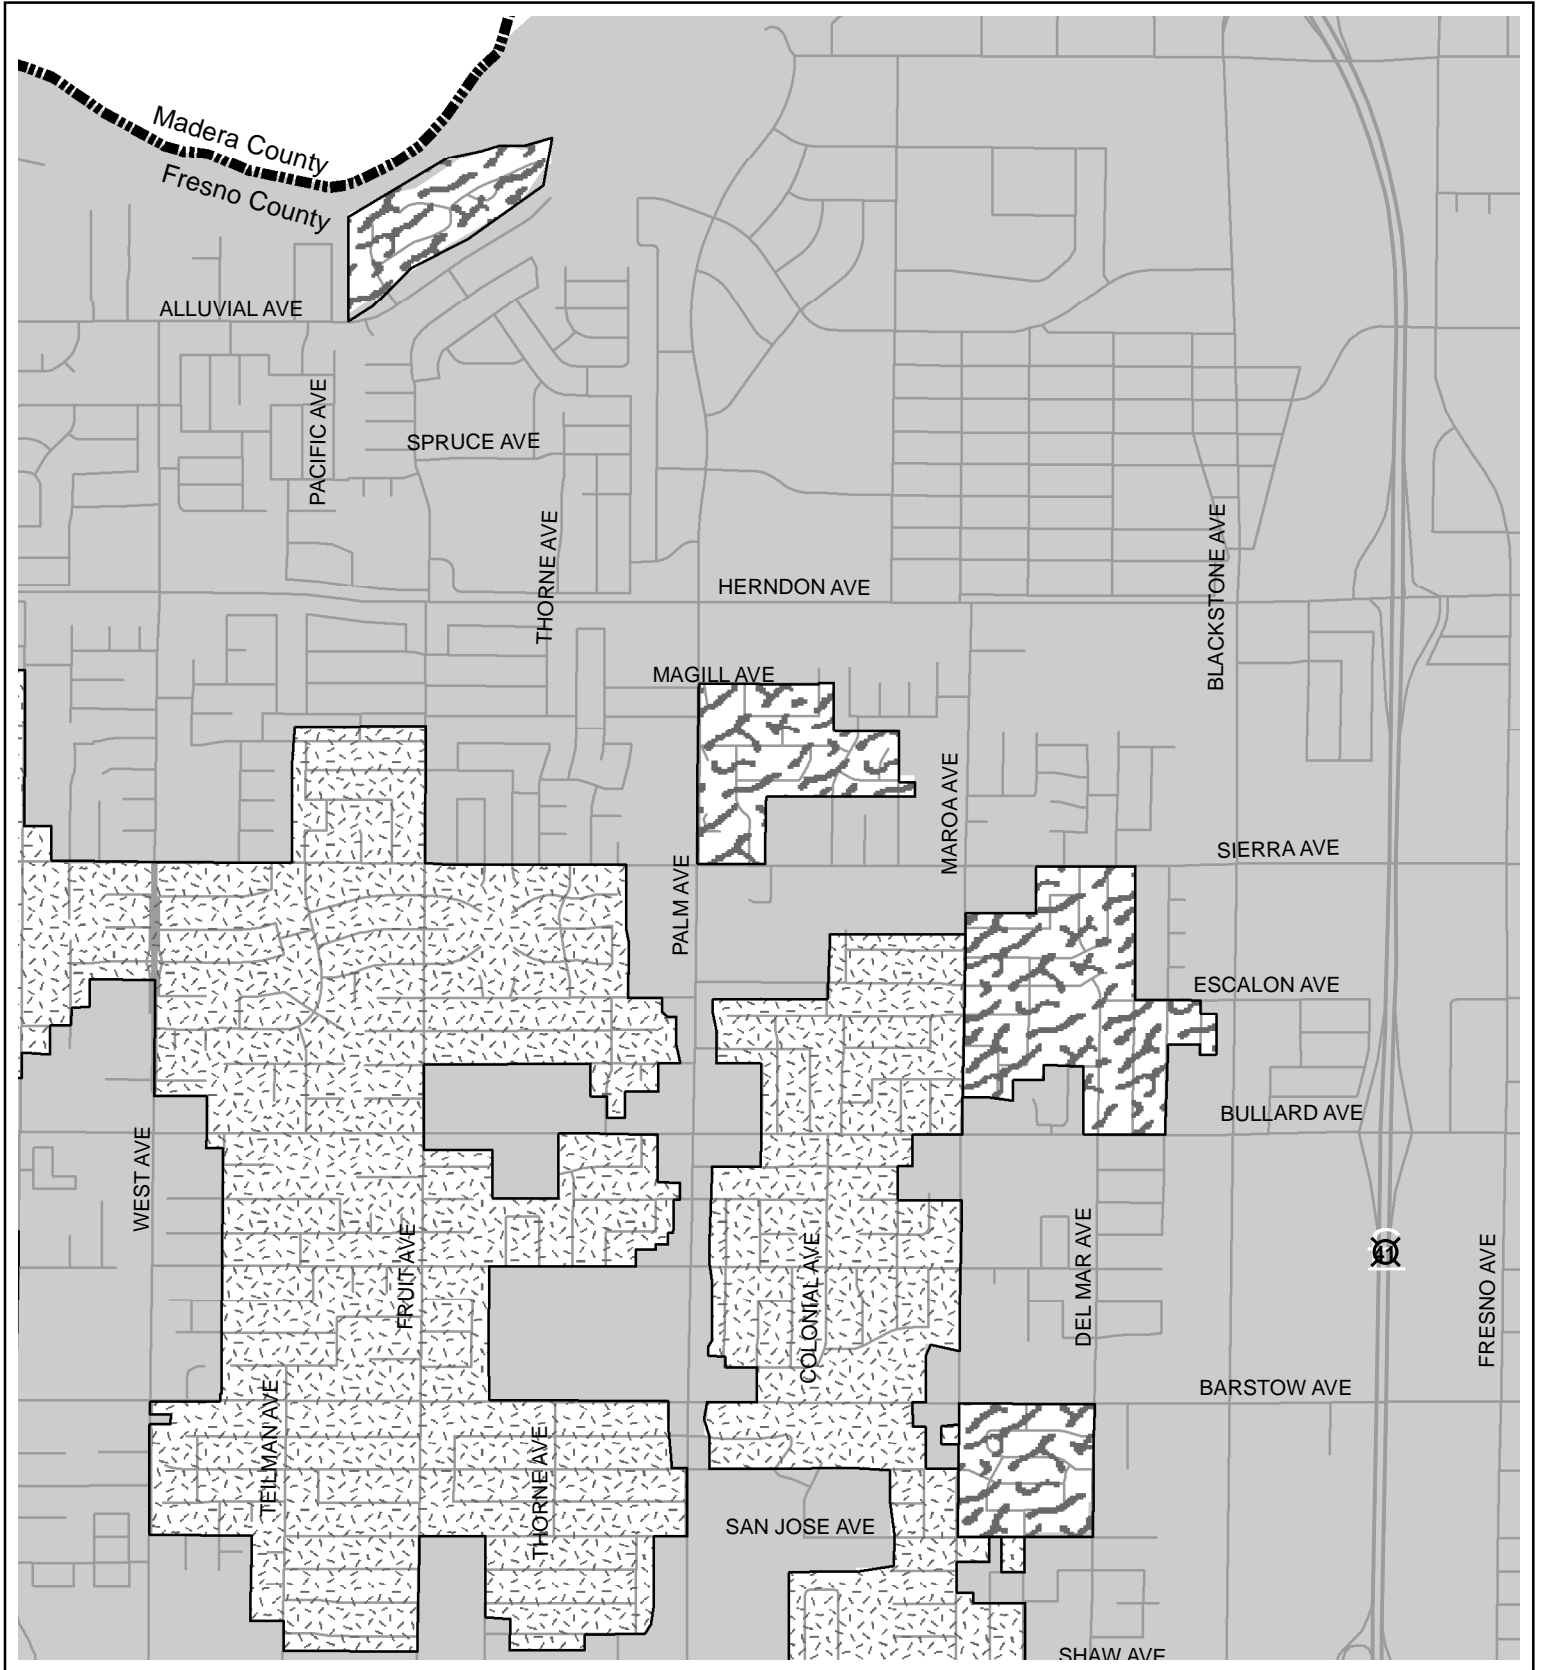 Madera County
Fresno County
ALLUVIAL AVE
PACIFIC AVE
SPRUCE AVE
THORNE AVE
HERNDON AVE
BLACKSTONE AVE
MAGILL AVE
MAROA AVE
SIERRA AVE
PALM AVE
ESCALON AVE
BULLARD AVE
WEST AVE
FRUIT AVE
COLONIAL AVE
DEL MAR AVE
41
FRESNO AVE
BARSTOW AVE
TEILMAN AVE
THORNE AVE
SAN JOSE AVE
SHAW AVE